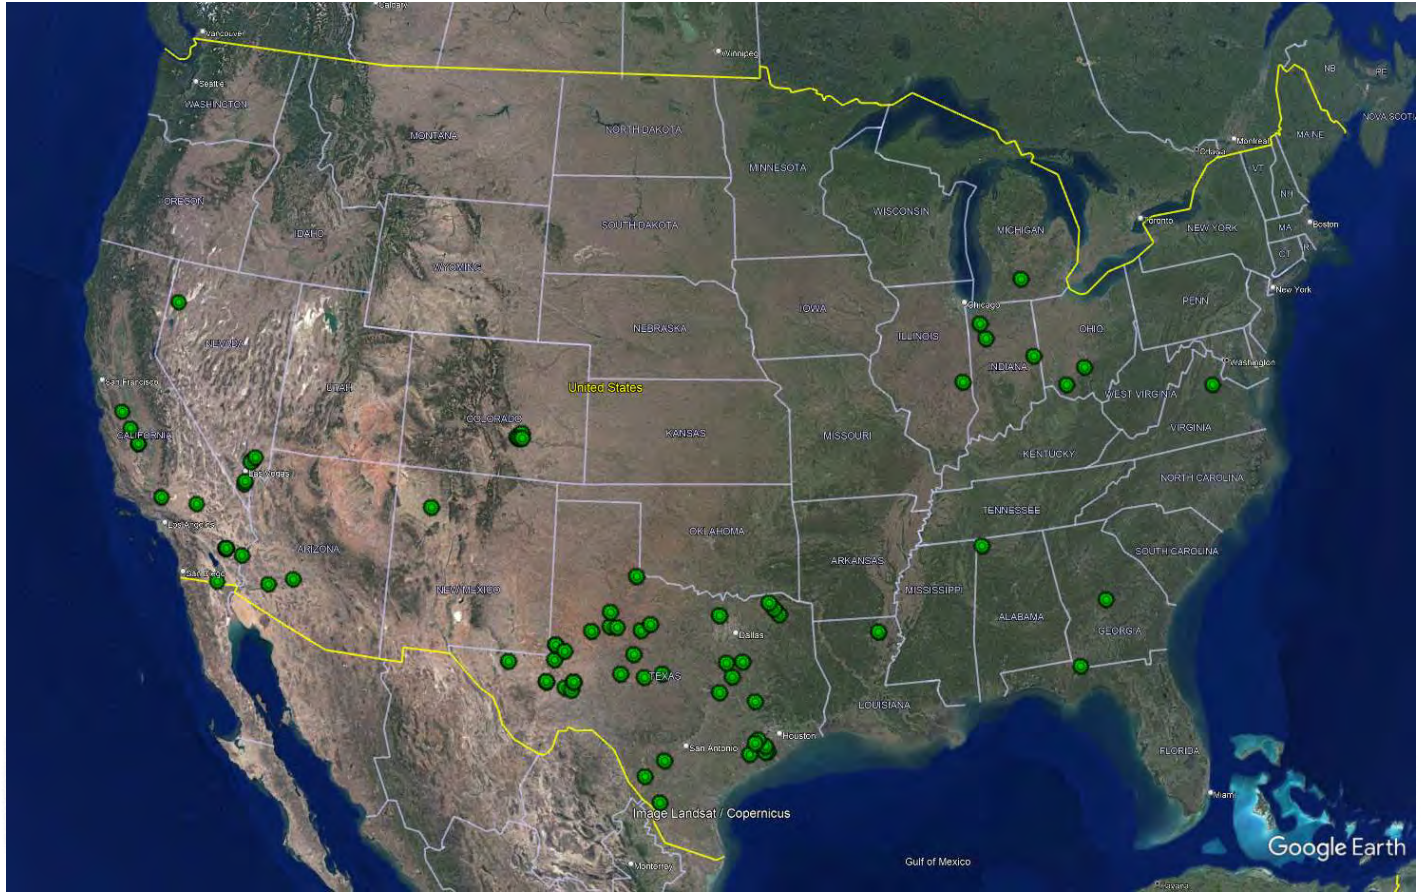 Calgary
Vancouver
Winnipeg
Seattle
WASHINGTON
NB
PE
NOVA SCOTIA
MONTANA
NORTH DAKOTA
MAINE
Montreal
Ottawa
MINNESOTA
VT
OREGON
NH
IDAHO
SOUTH DAKOTA
WISCONSIN
MICHIGAN
Toronto
NEW YORK
MA
Boston
CT
R
WYOMING
New York
PENN
Chicago
IOWA
NEBRASKA
ILLINOIS
OHIO
NEVADA
San Francisco
UTAH
United States
INDIANA
Washington
WEST VIRGINIA
COLORADO
CALIFORNIA
KANSAS
MISSOURI
VIRGINIA
KENTUCKY
Las Vegas
NORTH CAROLINA
TENNESSEE
Los Angeles
OKLAHOMA
ARIZONA
SOUTH CAROLINA
ARKANSAS
San Diego
NEW MEXICO
MISSISSIPPI
ALABAMA
GEORGIA
Dallas
TEXAS
LOUISIANA
Houston
San Antonio
FLORIDA
Miami
Image Landsat / Copernicus
Google Earth
Gulf of Mexico
Monterrey
Havana